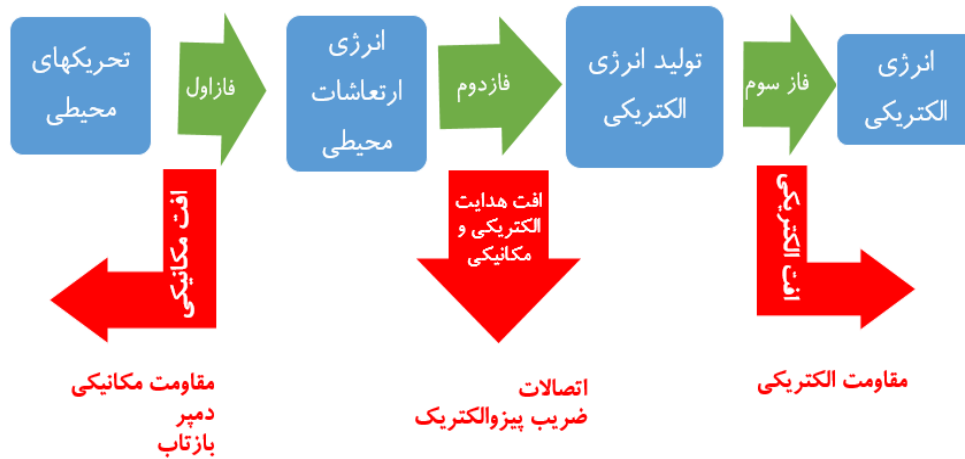 تحریکهای
محیطی
فازاول
انرژی
ارتعاشات
محیطی
فازدوم
تولید انرژی
الکتریکی
فاز سوم
انرژی
الکتریکی
افت مکانیکی
افت هدایت
الکتریکی و
مکانیکی
افت الکتریکی
مقاومت مکانیکی
دمپر
بازتاب
اتصالات
ضریب پیزوالکتریک
مقاومت الکتریکی